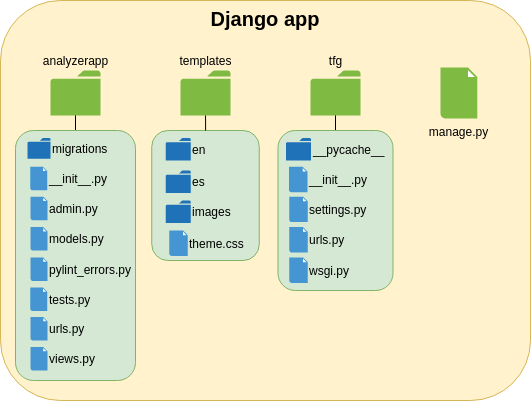 Django app
analyzerapp
migrations
__init__.py
admin.py
models.py
pylint_errors.py
tests.py
urls.py
views.py
templates
en
es
images
theme.css
tfg
__pycache__
__init__.py
settings.py
urls.py
wsgi.py
manage.py